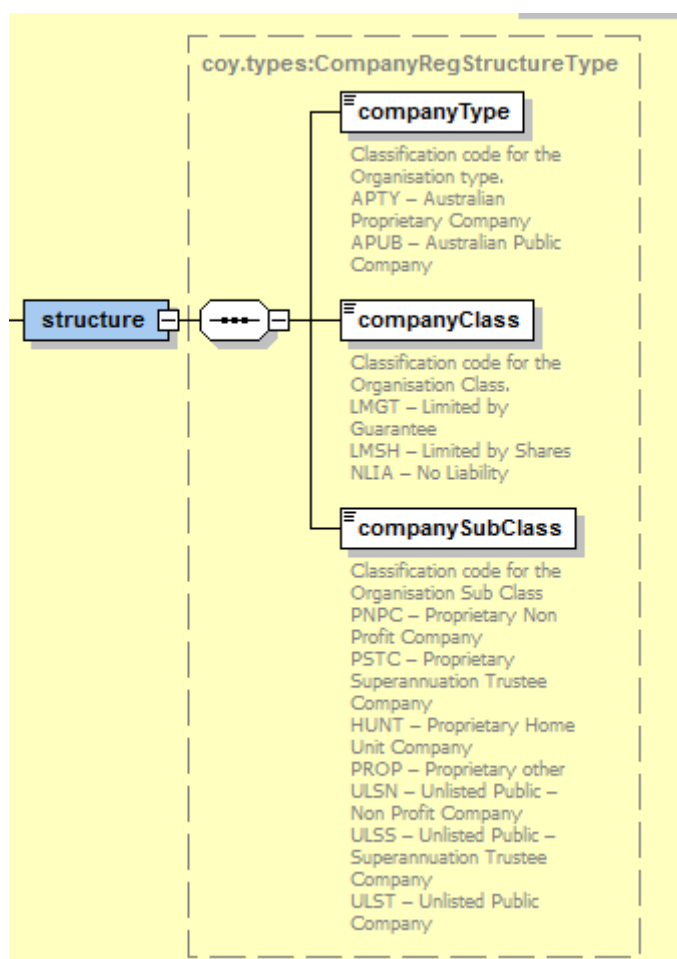 coy.types:CompanyRegStructureType
companyType
Classification code for the
Organisation type.
APTY – Australian
Proprietary Company
APUB – Australian Public
Company
structure
companyClass
Classification code for the
Organisation Class.
LMGT – Limited by
Guarantee
LMSH – Limited by Shares
NLIA – No Liability
companySubClass
Classification code for the
Organisation Sub Class
PNPC – Proprietary Non
Profit Company
PSTC – Proprietary
Superannuation Trustee
Company
HUNT – Proprietary Home
Unit Company
PROP – Proprietary other
ULSN – Unlisted Public –
Non Profit Company
ULSS – Unlisted Public –
Superannuation Trustee
Company
ULST – Unlisted Public
Company